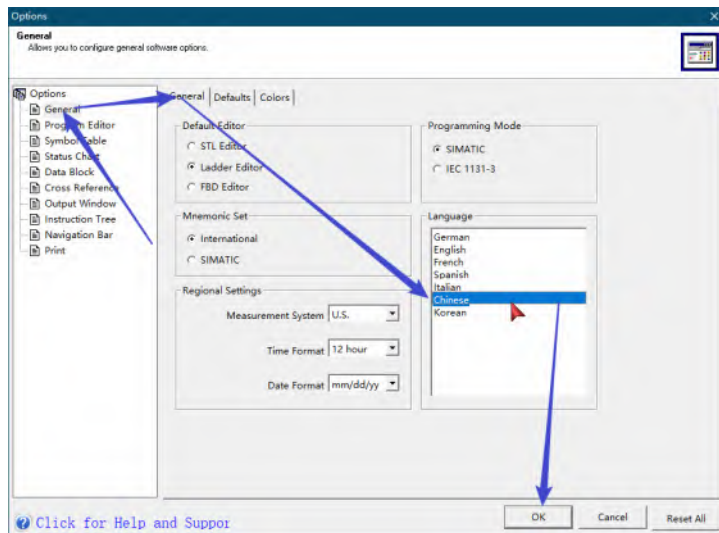 Options
General
Allows you to configure general software options.
Options
General
Program Editor
Symbol Table
Status Chart
Data Block
Cross Reference
Output Window
Instruction Tree
Navigation Bar
Print
General Defaults Colors
Default Editor
STL Editor
Ladder Editor
FBD Editor
Programming Mode
SIMATIC
IEC 1131-3
Mnemonic Set
International
SIMATIC
Language
German
English
French
Spanish
Italian
Chinese
Korean
Regional Settings
Measurement System U.S.
Time Format 12 hour
Date Format mm/dd/yy
Click for Help and Suppor
OK Cancel Reset All